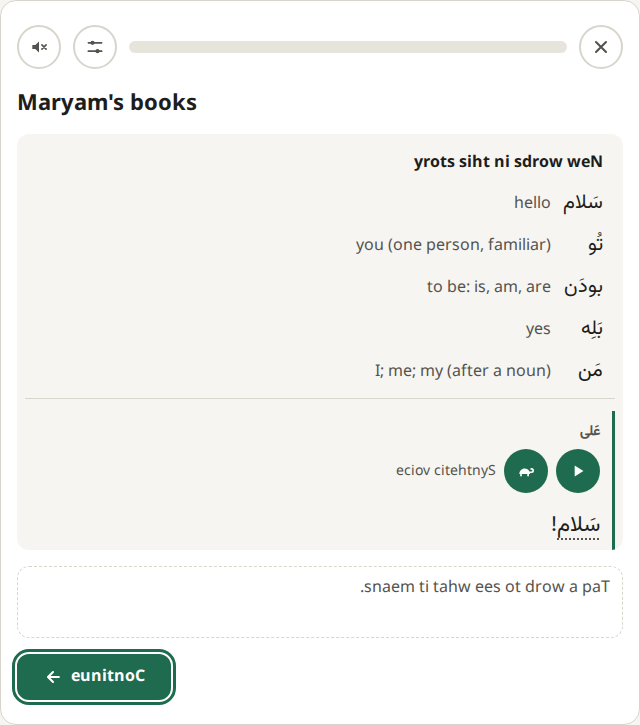 Maryam's books
yrots siht ni sdrow weN
سَلام hello
تُو you (one person, familiar)
بودَن to be: is, am, are
بَلِه yes
مَن I; me; my (after a noun)
عَلی
eciov citehtnyS
سَلام!
.snaem ti tahw ees ot drow a paT
eunitnoC